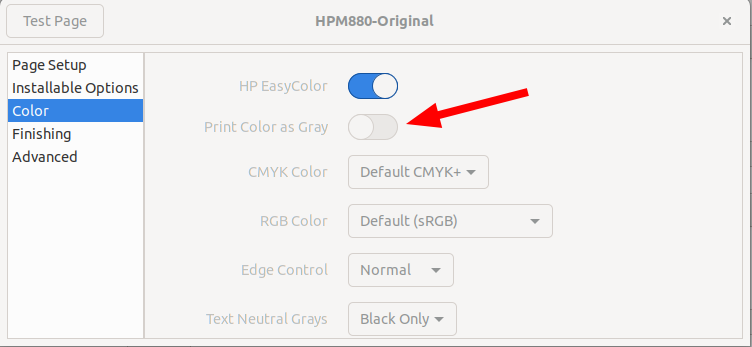 Test Page
HPM880-Original
×
Page Setup
Installable Options
Color
Finishing
Advanced
HP EasyColor
Print Color as Gray
CMYK Color
Default CMYK+
RGB Color
Default (sRGB)
Edge Control
Normal
Text Neutral Grays
Black Only